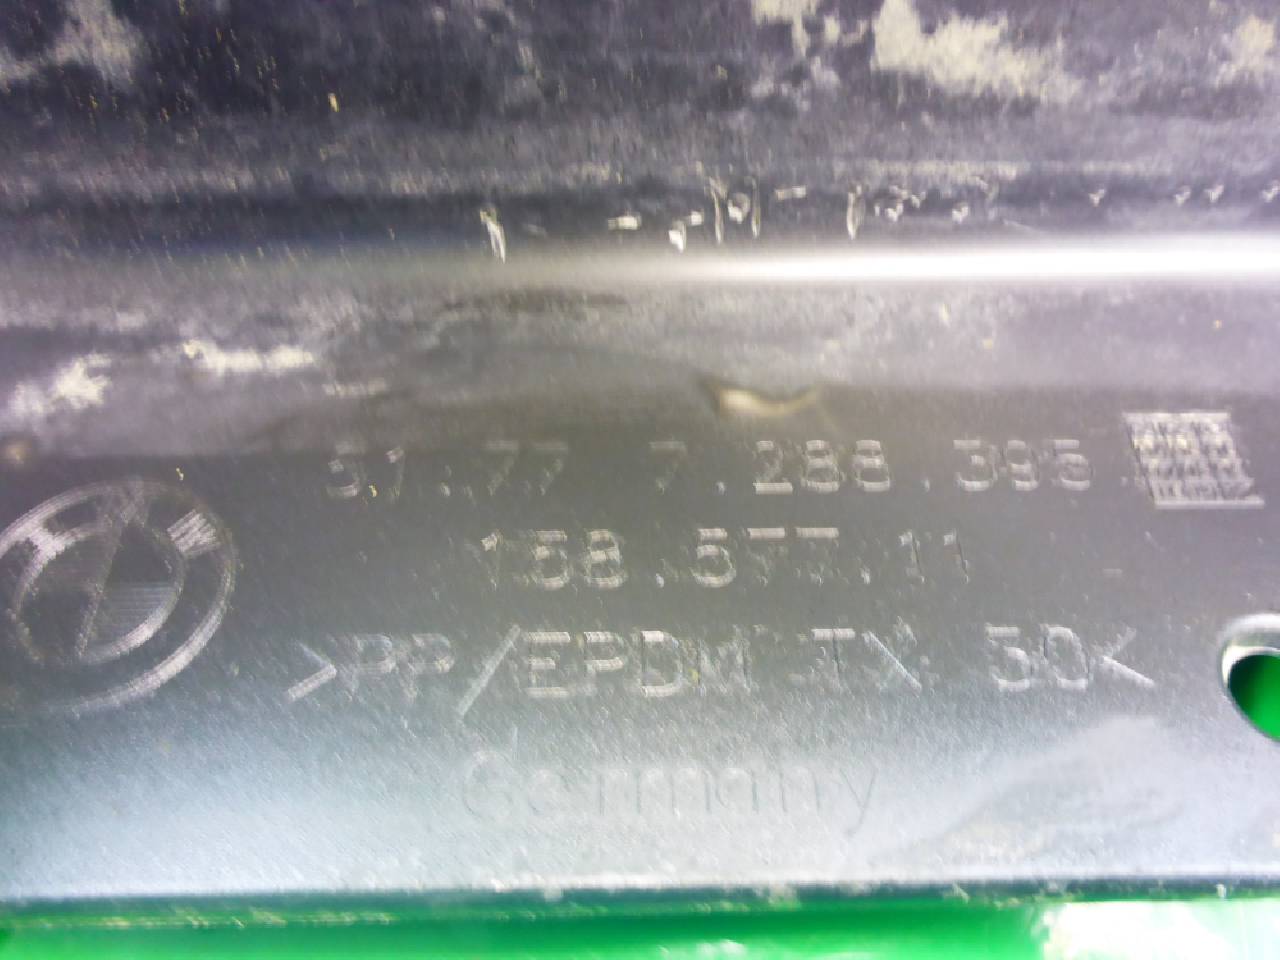 51.77 7.288.395
158.577.11
>PP/EPDM TX 30<
Germany